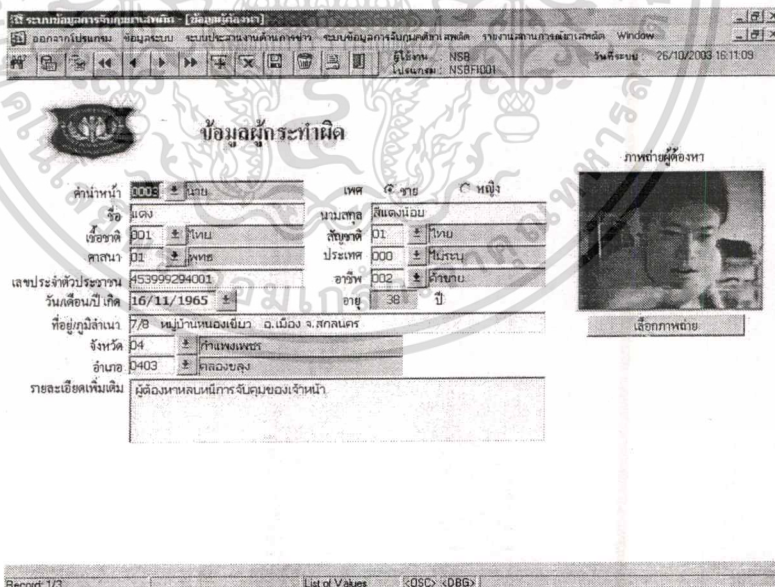 ระบบข้อมูลการจับกุมยาเสพติด - [ข้อมูลผู้ต้องหา]
ออกจากโปรแกรม ข้อมูลระบบ ระบบประสานงานด้านการข่าว ระบบข้อมูลการจับกุมคดียาเสพติด รายงานสถานการณ์ยาเสพติด Window
ผู้ใช้งาน : NSB วันที่ระบบ : 26/10/2003 16:11:09
โปรแกรม : NSBFI001
ข้อมูลผู้กระทำผิด
ภาพถ่ายผู้ต้องหา
คำนำหน้า 0003 นาย เพศ ชาย หญิง
ชื่อ แดง นามสกุล สีแดงน้อย
เชื้อชาติ 001 ไทย สัญชาติ 01 ไทย
ศาสนา 01 พุทธ ประเทศ 000 ไม่ระบุ
เลขประจำตัวประชาชน 453999294001 อาชีพ 002 ค้าขาย
วัน/เดือน/ปี เกิด 16/11/1965 อายุ 38 ปี
ที่อยู่/ภูมิลำเนา 7/8 หมู่บ้านหนองเขียว อ.เมือง จ.สกลนคร
เลือกภาพถ่าย
จังหวัด 04 กำแพงเพชร
อำเภอ 0403 คลองขลุง
รายละเอียดเพิ่มเติม ผู้ต้องหาหลบหนีการจับคุมของเจ้าหน้า
Record: 1/3 List of Values <OSC> <DBG>